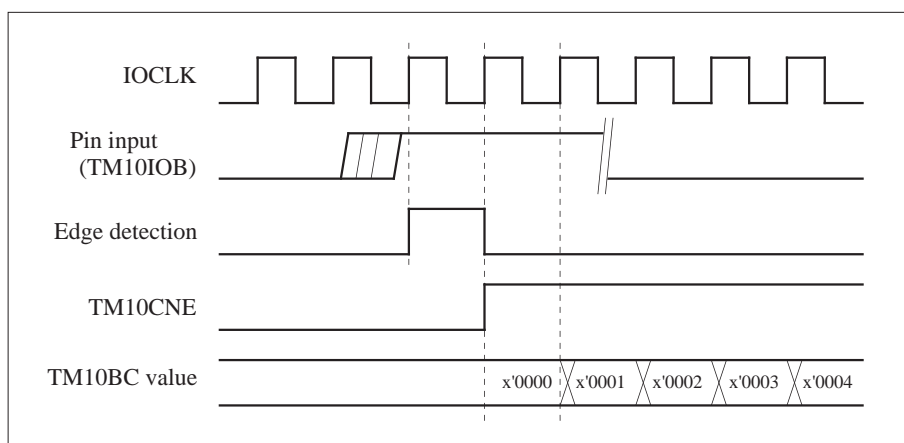 IOCLK
Pin input
(TM10IOB)
Edge detection
TM10CNE
TM10BC value
x'0000 x'0001 x'0002 x'0003 x'0004